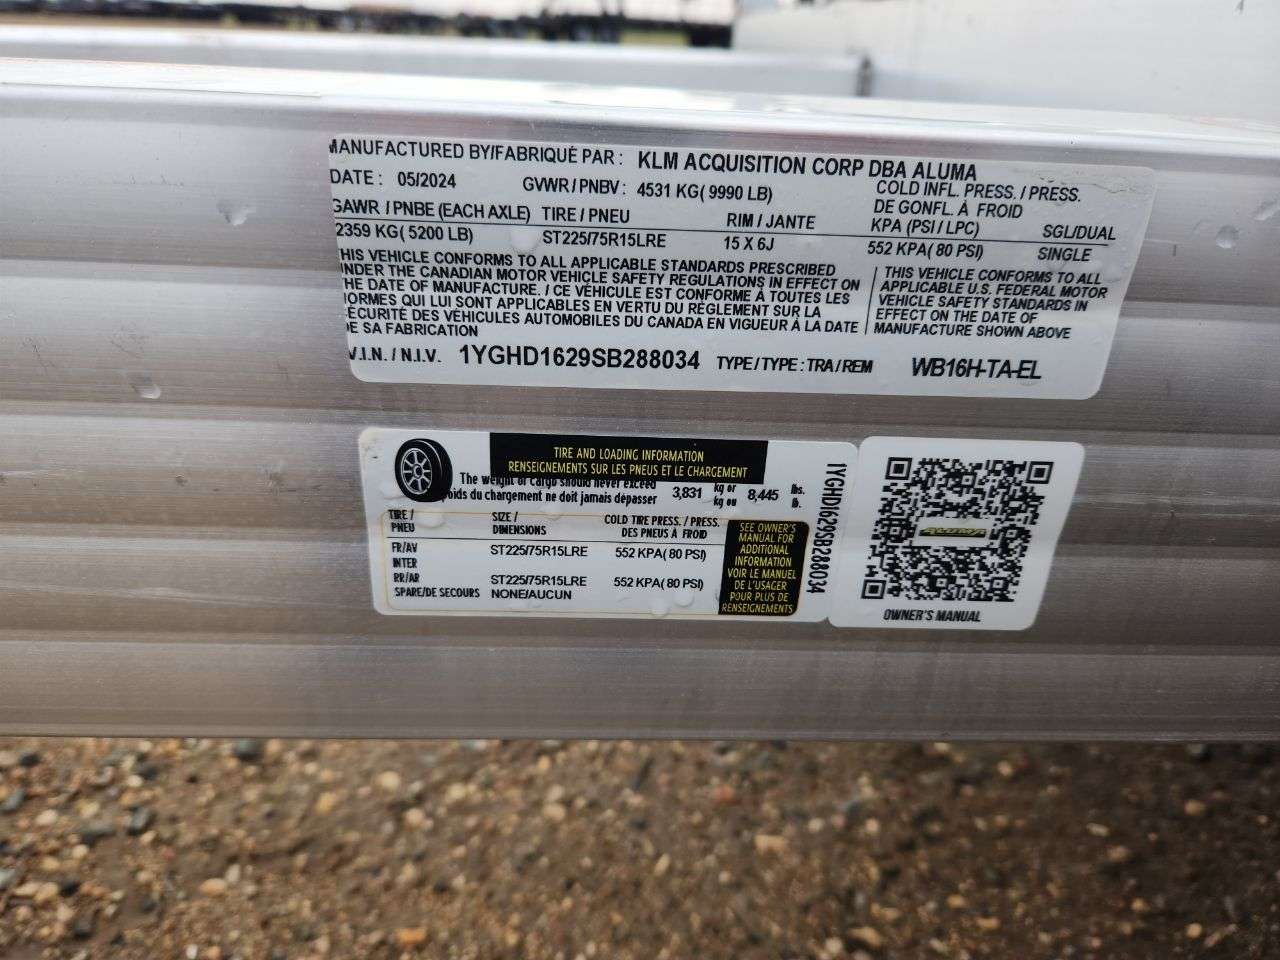 MANUFACTURED BY/FABRIQUÉ PAR : KLM ACQUISITION CORP DBA ALUMA
DATE : 05/2024 GVWR / PNBV : 4531 KG( 9990 LB)
GAWR / PNBE (EACH AXLE) TIRE / PNEU RIM / JANTE COLD INFL. PRESS. / PRESS. DE GONFL. À FROID KPA (PSI / LPC) SGL/DUAL
2359 KG( 5200 LB) ST225/75R15LRE 15 X 6J 552 KPA( 80 PSI) SINGLE
HIS VEHICLE CONFORMS TO ALL APPLICABLE STANDARDS PRESCRIBED
NDER THE CANADIAN MOTOR VEHICLE SAFETY REGULATIONS IN EFFECT ON
HE DATE OF MANUFACTURE. / CE VÉHICULE EST CONFORME À TOUTES LES
ORMES QUI LUI SONT APPLICABLES EN VERTU DU RÈGLEMENT SUR LA
ÉCURITÉ DES VÉHICULES AUTOMOBILES DU CANADA EN VIGUEUR À LA DATE
E SA FABRICATION
THIS VEHICLE CONFORMS TO ALL
APPLICABLE U.S. FEDERAL MOTOR
VEHICLE SAFETY STANDARDS IN
EFFECT ON THE DATE OF
MANUFACTURE SHOWN ABOVE
V.I.N. / N.I.V. 1YGHD1629SB288034 TYPE / TYPE : TRA / REM WB16H-TA-EL
TIRE AND LOADING INFORMATION
RENSEIGNEMENTS SUR LES PNEUS ET LE CHARGEMENT
The weight of cargo should never exceed
oids du chargement ne doit jamais dépasser 3,831 kg or kg ou 8,445 lbs. lb.
TIRE / PNEU SIZE / DIMENSIONS COLD TIRE PRESS. / PRESS. DES PNEUS À FROID
FR/AV ST225/75R15LRE 552 KPA( 80 PSI)
INTER
RR/AR ST225/75R15LRE 552 KPA( 80 PSI)
SPARE/DE SECOURS NONE/AUCUN
SEE OWNER'S
MANUAL FOR
ADDITIONAL
INFORMATION
VOIR LE MANUEL
DE L'USAGER
POUR PLUS DE
RENSEIGNEMENTS
1YGHD1629SB288034
ALUMA
OWNER'S MANUAL